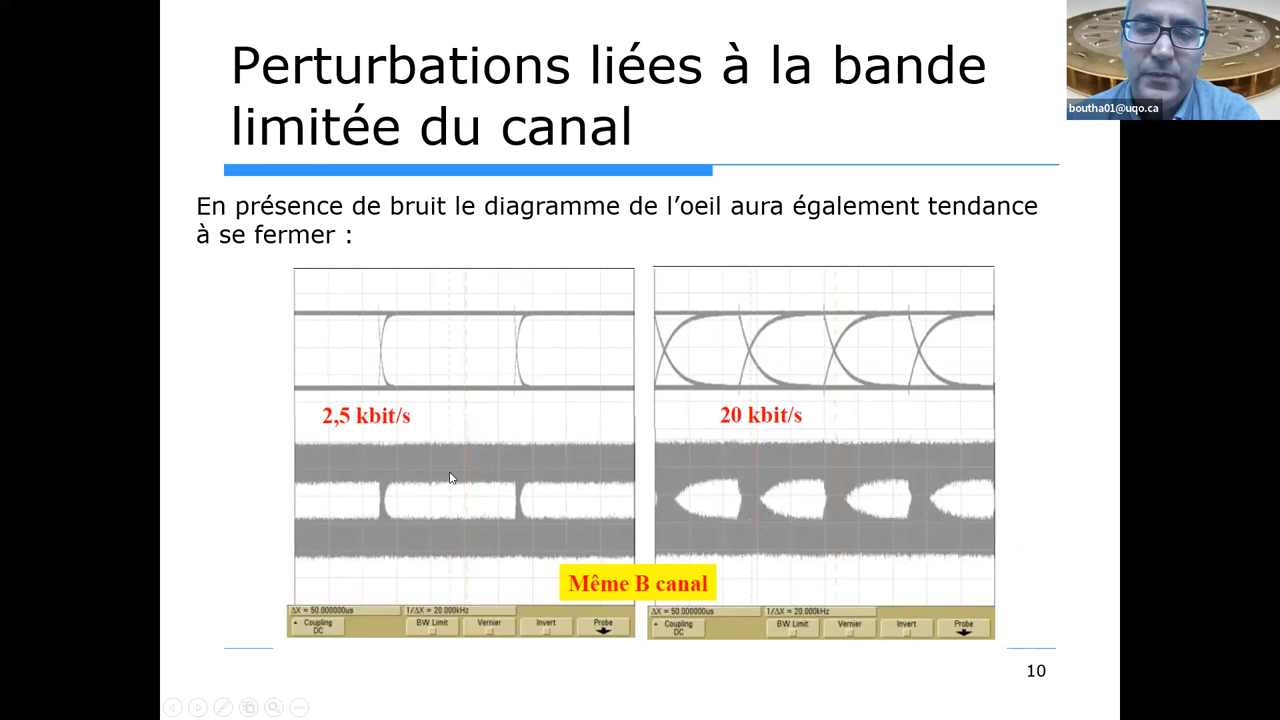 Perturbations liées à la bande
limitée du canal
boutha01@uqo.ca
En présence de bruit le diagramme de l’oeil aura également tendance
à se fermer :
2,5 kbit/s
20 kbit/s
Même B canal
ΔX = 50.000000us
1/ΔX = 20.000kHz
Coupling
DC
BW Limit
Vernier
Invert
Probe
ΔX = 50.000000us
1/ΔX = 20.000kHz
Coupling
DC
BW Limit
Vernier
Invert
Probe
10